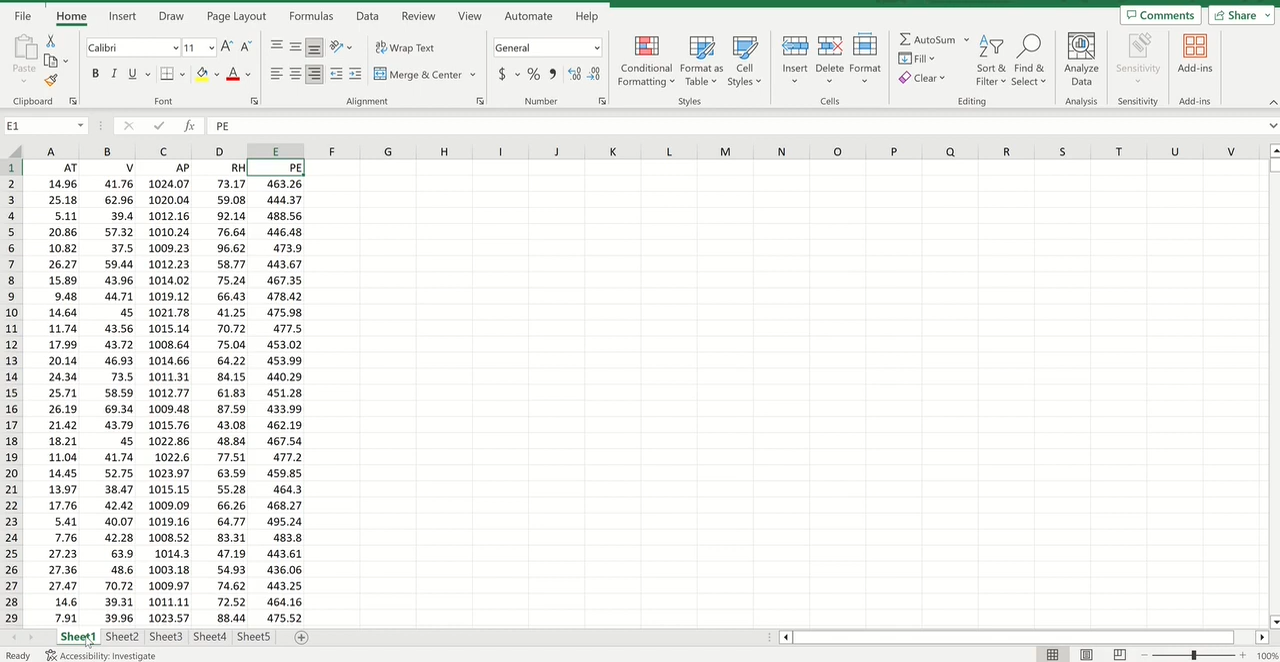 File Home Insert Draw Page Layout Formulas Data Review View Automate Help Comments Share
Calibri 11 A A Wrap Text General Conditional Formatting Format as Table Cell Styles Insert Delete Format AutoSum Fill Clear Sort & Filter Find & Select Analyze Data Sensitivity Add-ins
Paste B I U A Merge & Center $ % 9
Clipboard Font Alignment Number Styles Cells Editing Analysis Sensitivity Add-ins
E1 fx PE
A B C D E F G H I J K L M N O P Q R S T U V
1 AT V AP RH PE
2 14.96 41.76 1024.07 73.17 463.26
3 25.18 62.96 1020.04 59.08 444.37
4 5.11 39.4 1012.16 92.14 488.56
5 20.86 57.32 1010.24 76.64 446.48
6 10.82 37.5 1009.23 96.62 473.9
7 26.27 59.44 1012.23 58.77 443.67
8 15.89 43.96 1014.02 75.24 467.35
9 9.48 44.71 1019.12 66.43 478.42
10 14.64 45 1021.78 41.25 475.98
11 11.74 43.56 1015.14 70.72 477.5
12 17.99 43.72 1008.64 75.04 453.02
13 20.14 46.93 1014.66 64.22 453.99
14 24.34 73.5 1011.31 84.15 440.29
15 25.71 58.59 1012.77 61.83 451.28
16 26.19 69.34 1009.48 87.59 433.99
17 21.42 43.79 1015.76 43.08 462.19
18 18.21 45 1022.86 48.84 467.54
19 11.04 41.74 1022.6 77.51 477.2
20 14.45 52.75 1023.97 63.59 459.85
21 13.97 38.47 1015.15 55.28 464.3
22 17.76 42.42 1009.09 66.26 468.27
23 5.41 40.07 1019.16 64.77 495.24
24 7.76 42.28 1008.52 83.31 483.8
25 27.23 63.9 1014.3 47.19 443.61
26 27.36 48.6 1003.18 54.93 436.06
27 27.47 70.72 1009.97 74.62 443.25
28 14.6 39.31 1011.11 72.52 464.16
29 7.91 39.96 1023.57 88.44 475.52
Sheet1 Sheet2 Sheet3 Sheet4 Sheet5
Ready Accessibility: Investigate 100%